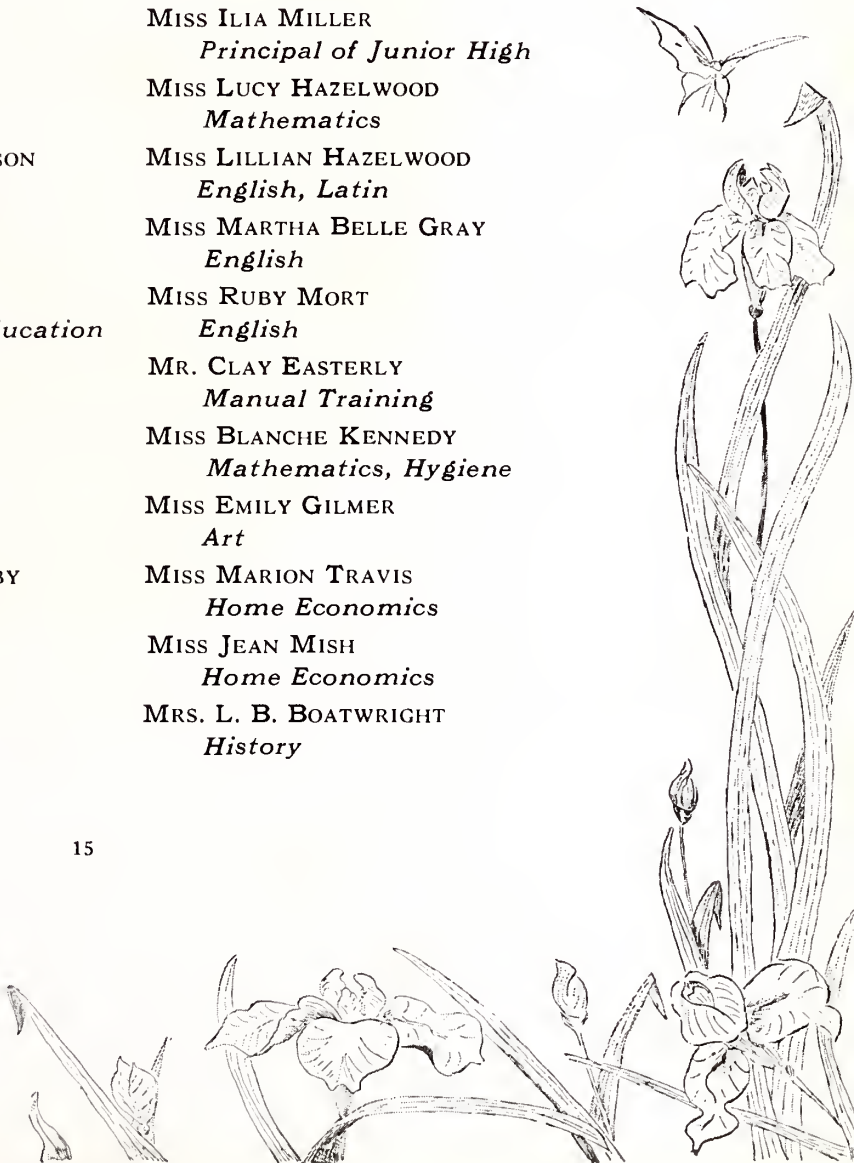 SON
ucation
BY
MISS ILIA MILLER
Principal of Junior High
MISS LUCY HAZELWOOD
Mathematics
MISS LILLIAN HAZELWOOD
English, Latin
MISS MARTHA BELLE GRAY
English
MISS RUBY MORT
English
MR. CLAY EASTERLY
Manual Training
MISS BLANCHE KENNEDY
Mathematics, Hygiene
MISS EMILY GILMER
Art
MISS MARION TRAVIS
Home Economics
MISS JEAN MISH
Home Economics
MRS. L. B. BOATWRIGHT
History
15